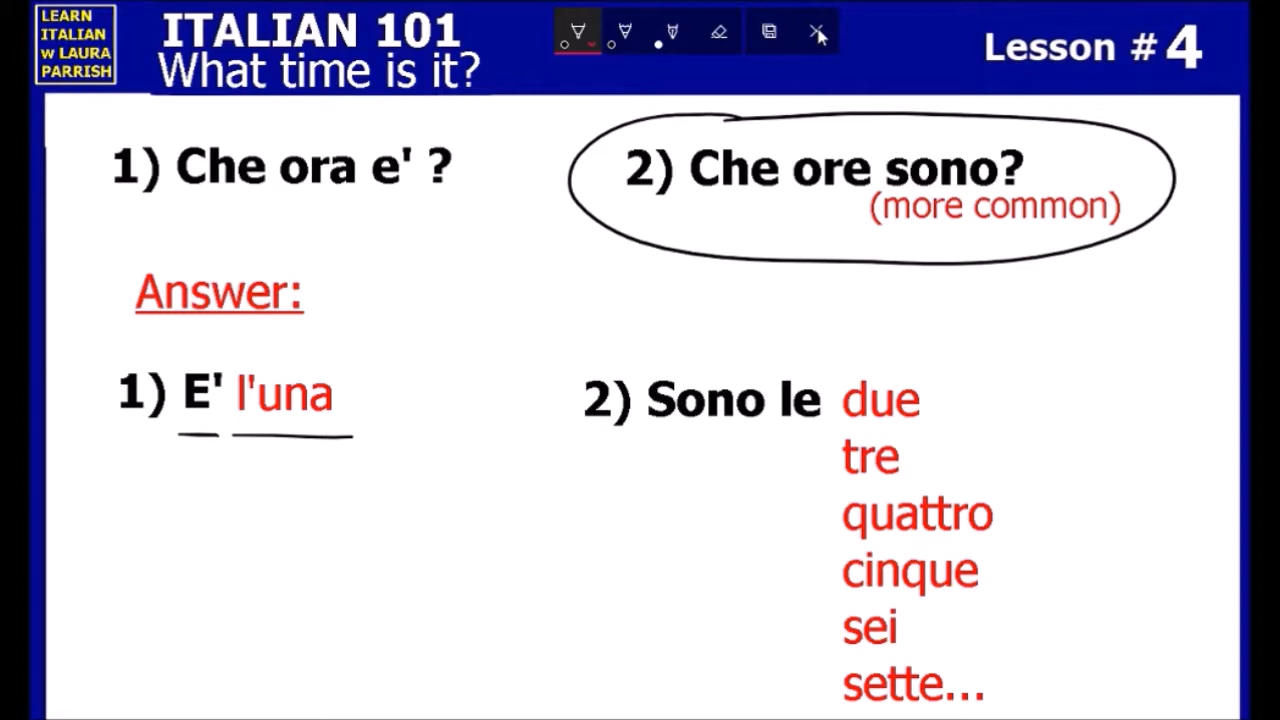 LEARN
ITALIAN
w LAURA
PARRISH
ITALIAN 101
What time is it?
Lesson # 4
1) Che ora e' ?
2) Che ore sono?
(more common)
Answer:
1) E' l'una
2) Sono le due
tre
quattro
cinque
sei
sette...